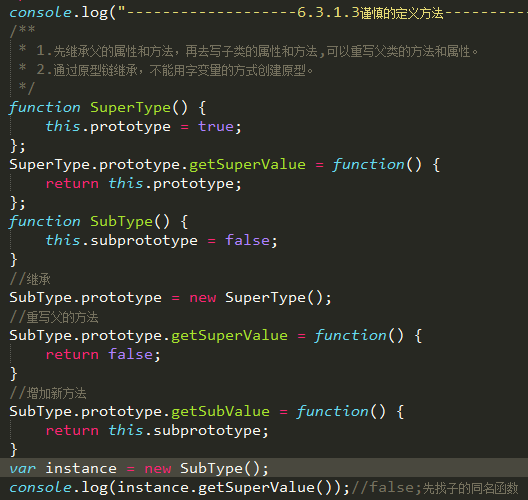 console.log("-------------------6.3.1.3谨慎的定义方法----------
/**
 * 1.先继承父的属性和方法，再去写子类的属性和方法,可以重写父类的方法和属性。
 * 2.通过原型链继承，不能用字变量的方式创建原型。
 */
function SuperType() {
    this.prototype = true;
};
SuperType.prototype.getSuperValue = function() {
    return this.prototype;
};
function SubType() {
    this.subprototype = false;
}
//继承
SubType.prototype = new SuperType();
//重写父的方法
SubType.prototype.getSuperValue = function() {
    return false;
}
//增加新方法
SubType.prototype.getSubValue = function() {
    return this.subprototype;
}
var instance = new SubType();
console.log(instance.getSuperValue());//false;先找子的同名函数